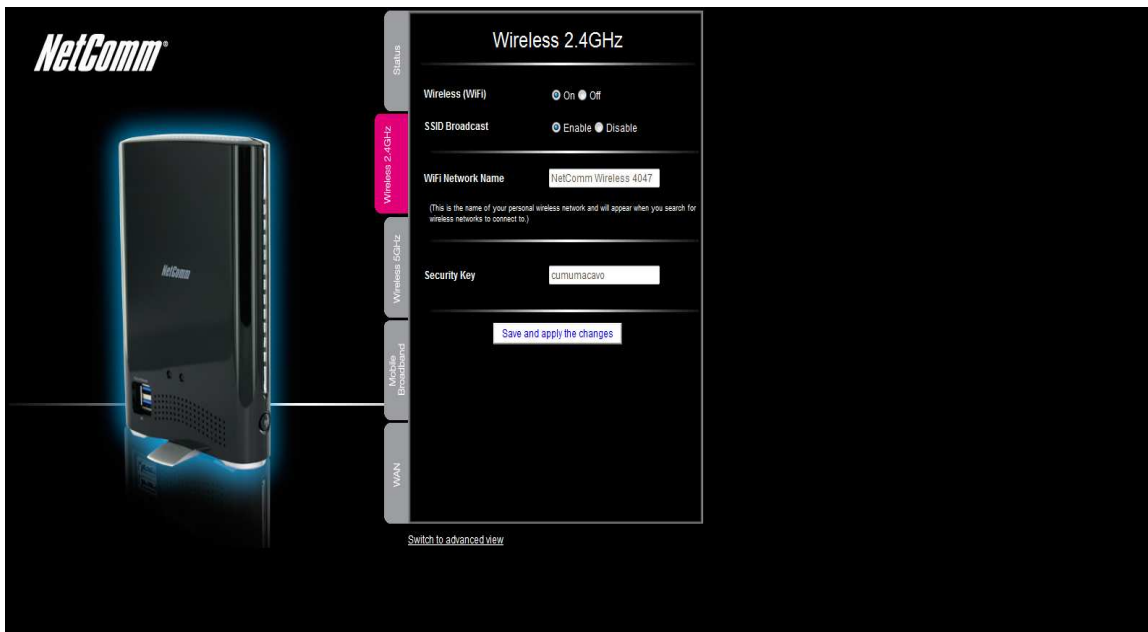 NetComm
Status
Wireless 2.4GHz
Wireless 5GHz
Mobile
Broadband
WAN
Wireless 2.4GHz
Wireless (WiFi) On Off
SSID Broadcast Enable Disable
WiFi Network Name NetComm Wireless 4047
(This is the name of your personal wireless network and will appear when you search for
wireless networks to connect to.)
Security Key cumumacavo
Save and apply the changes
Switch to advanced view
NetComm